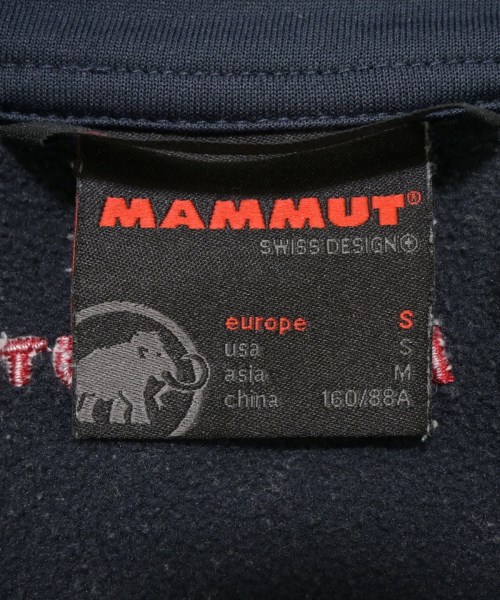 MAMMUT®
SWISS DESIGN
europe S
usa S
asia M
china 160/88A